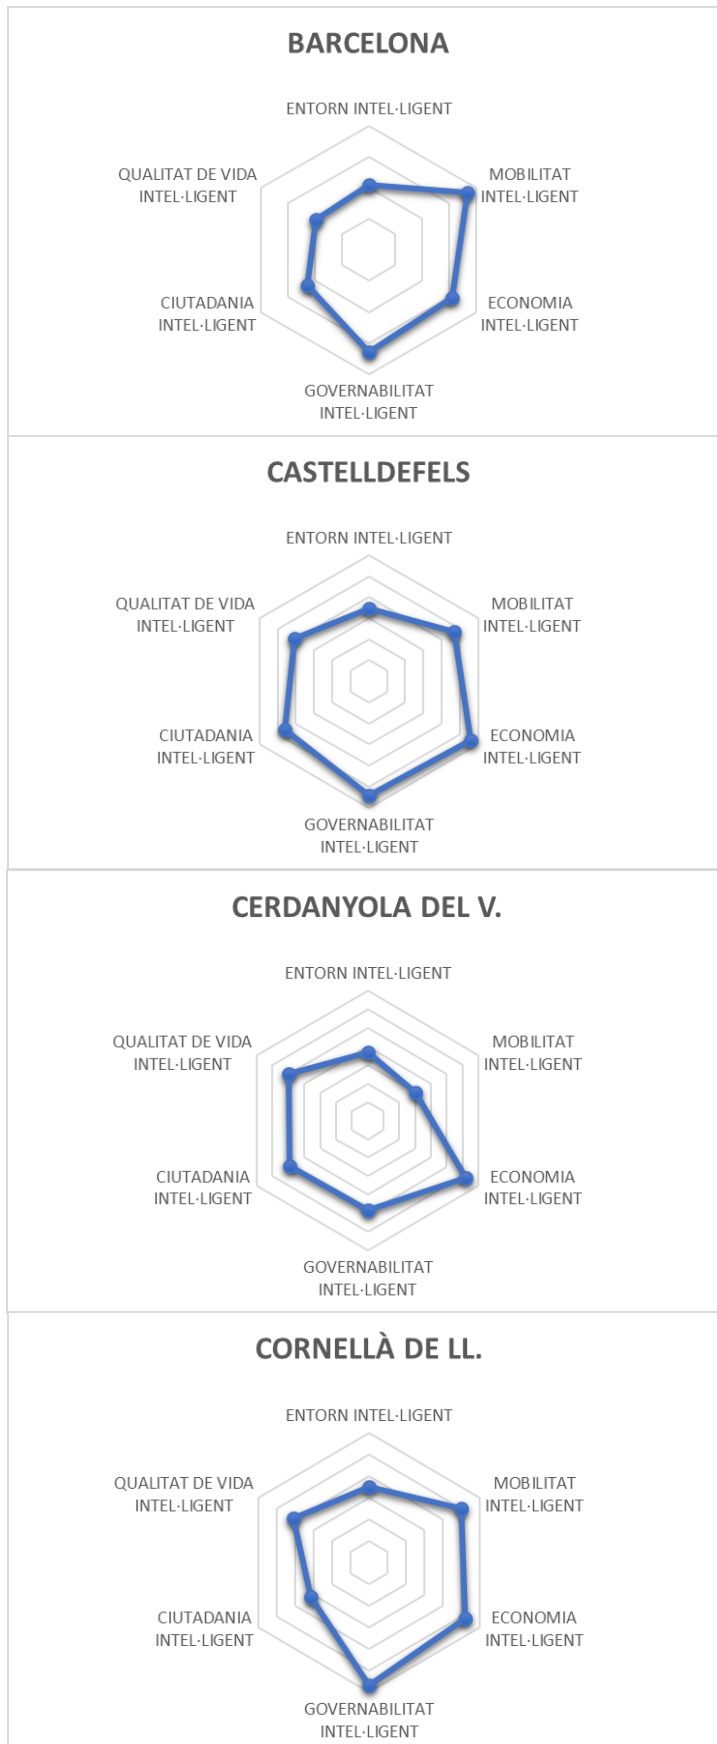 BARCELONA
ENTORN INTEL·LIGENT
QUALITAT DE VIDA
INTEL·LIGENT
MOBILITAT
INTEL·LIGENT
CIUTADANIA
INTEL·LIGENT
ECONOMIA
INTEL·LIGENT
GOVERNABILITAT
INTEL·LIGENT
CASTELLDEFELS
ENTORN INTEL·LIGENT
QUALITAT DE VIDA
INTEL·LIGENT
MOBILITAT
INTEL·LIGENT
CIUTADANIA
INTEL·LIGENT
ECONOMIA
INTEL·LIGENT
GOVERNABILITAT
INTEL·LIGENT
CERDANYOLA DEL V.
ENTORN INTEL·LIGENT
QUALITAT DE VIDA
INTEL·LIGENT
MOBILITAT
INTEL·LIGENT
CIUTADANIA
INTEL·LIGENT
ECONOMIA
INTEL·LIGENT
GOVERNABILITAT
INTEL·LIGENT
CORNELLÀ DE LL.
ENTORN INTEL·LIGENT
QUALITAT DE VIDA
INTEL·LIGENT
MOBILITAT
INTEL·LIGENT
CIUTADANIA
INTEL·LIGENT
ECONOMIA
INTEL·LIGENT
GOVERNABILITAT
INTEL·LIGENT